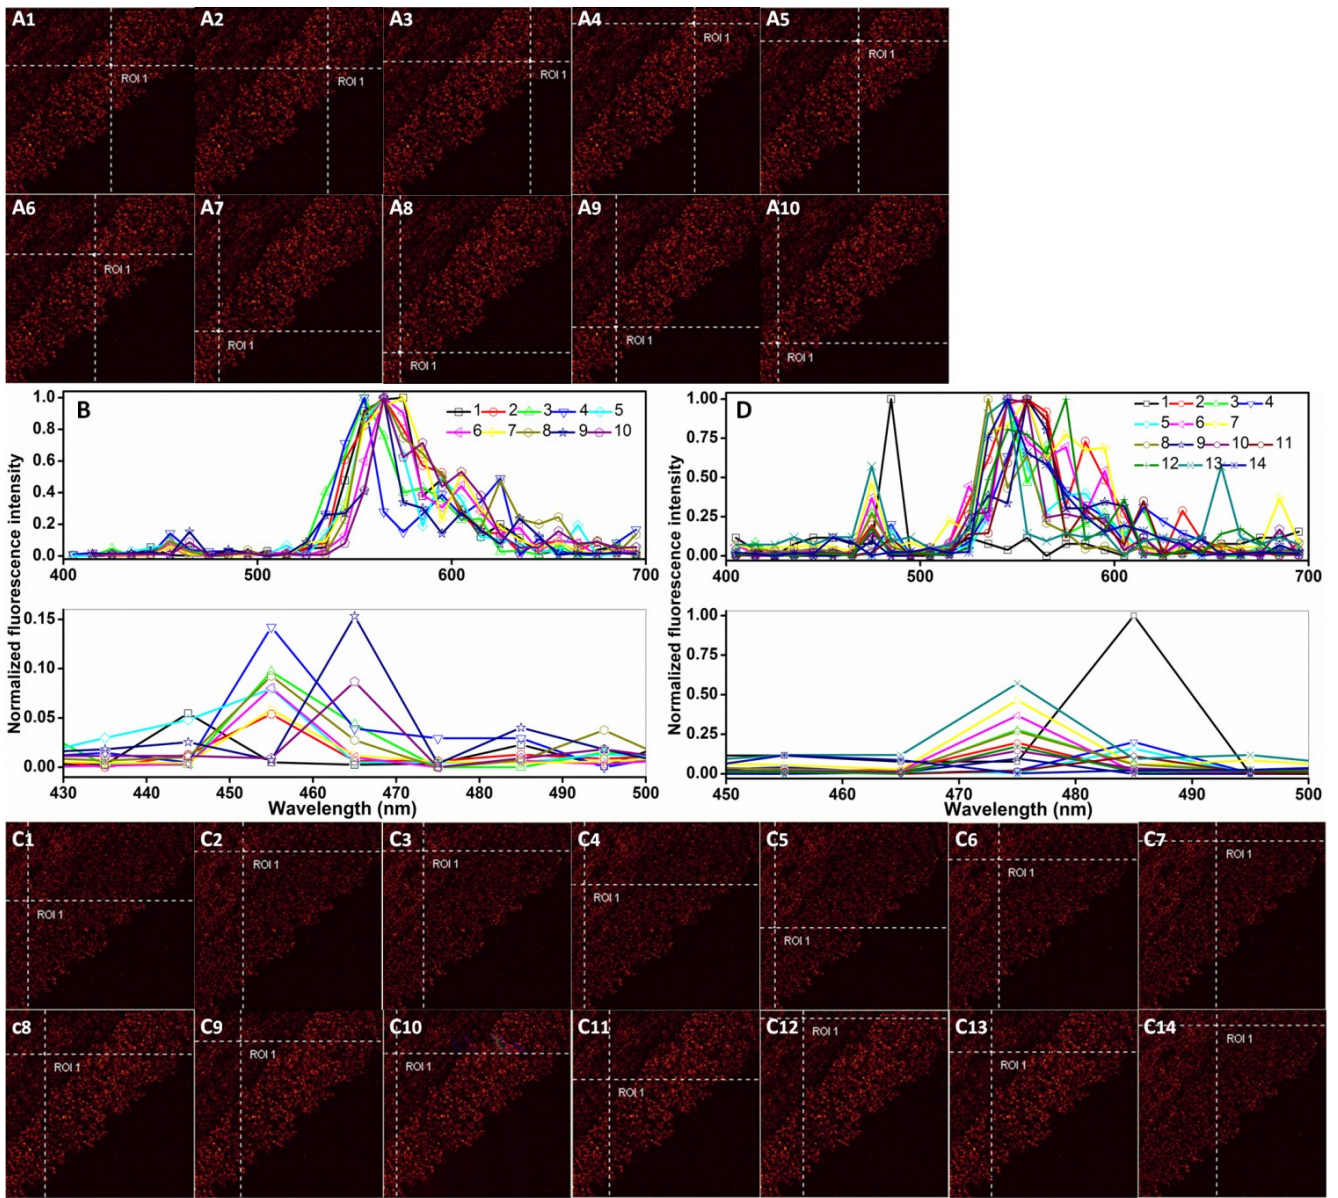 A1 A2 A3 A4 A5
ROI 1 ROI 1 ROI 1 ROI 1 ROI 1
A6 A7 A8 A9 A10
ROI 1 ROI 1 ROI 1 ROI 1 ROI 1
B
Normalized fluorescence intensity
1.0
0.8
0.6
0.4
0.2
0.0
400 500 600 700
1 2 3 4 5
6 7 8 9 10
0.15
0.10
0.05
0.00
430 440 450 460 470 480 490 500
Wavelength (nm)
D
Normalized fluorescence intensity
1.00
0.75
0.50
0.25
0.00
400 500 600 700
1 2 3 4
5 6 7
8 9 10 11
12 13 14
1.00
0.75
0.50
0.25
0.00
450 460 470 480 490 500
Wavelength (nm)
C1 C2 C3 C4 C5 C6 C7
ROI 1 ROI 1 ROI 1 ROI 1 ROI 1 ROI 1 ROI 1
c8 C9 C10 C11 C12 C13 C14
ROI 1 ROI 1 ROI 1 ROI 1 ROI 1 ROI 1 ROI 1